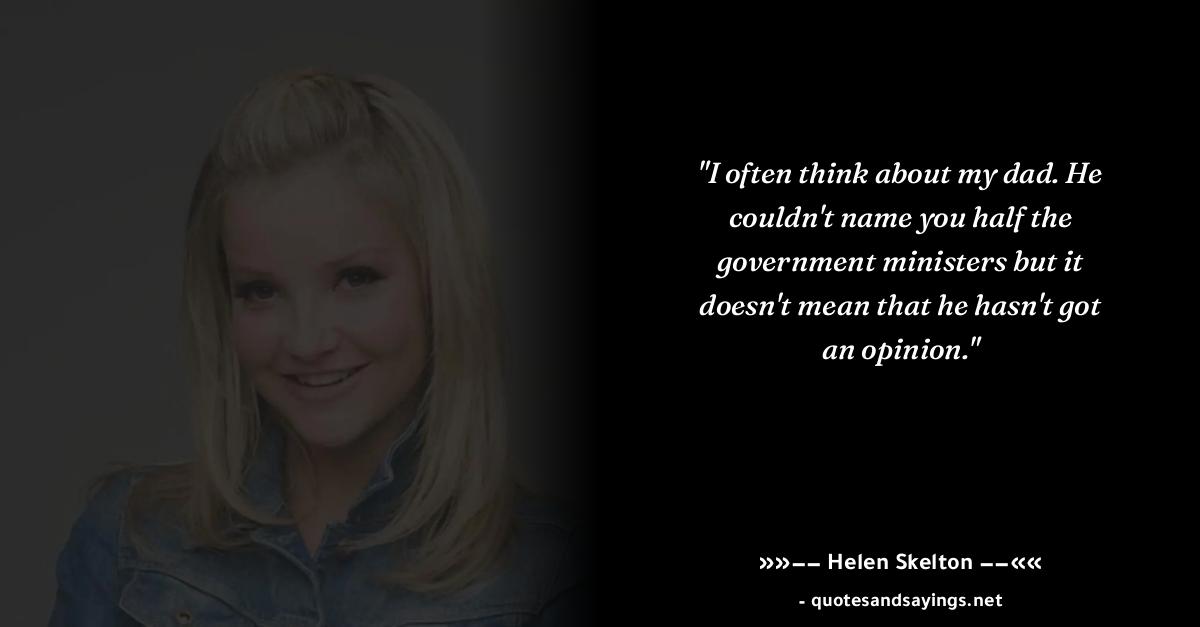 "I often think about my dad. He
couldn't name you half the
government ministers but it
doesn't mean that he hasn't got
an opinion."
»»−− Helen Skelton −−««
- quotesandsayings.net